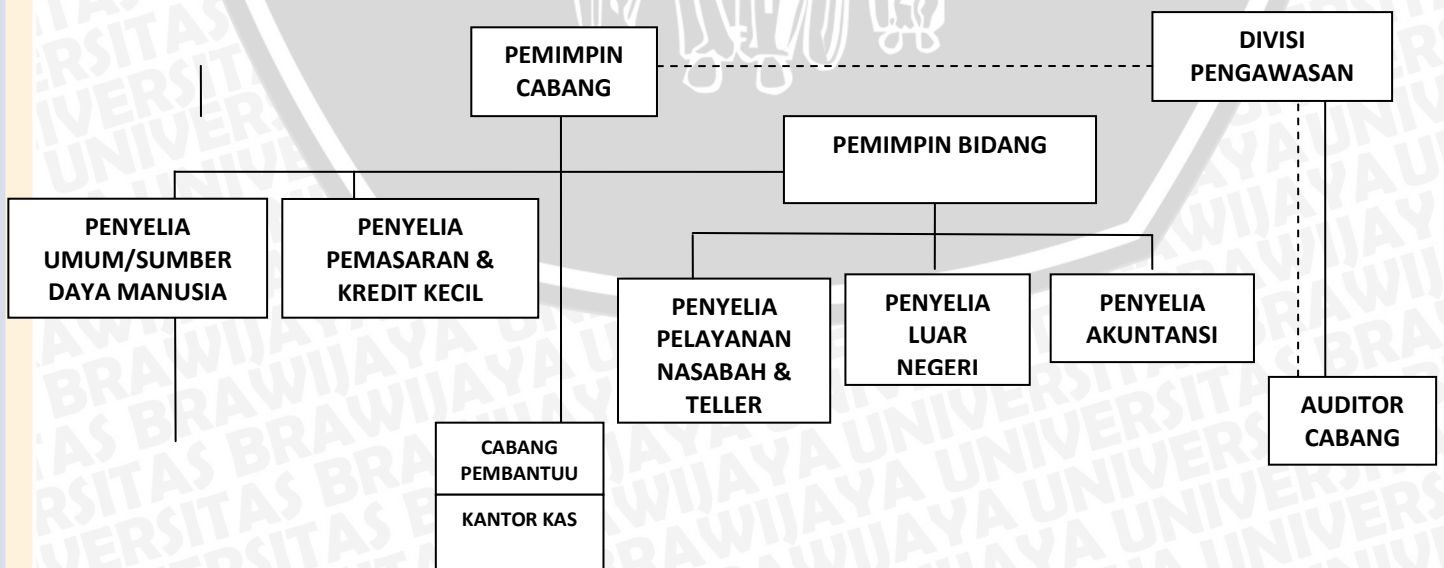 PEMIMPIN
CABANG
DIVISI
PENGAWASAN
PEMIMPIN BIDANG
PENYELIA
UMUM/SUMBER
DAYA MANUSIA
PENYELIA
PEMASARAN &
KREDIT KECIL
PENYELIA
PELAYANAN
NASABAH &
TELLER
PENYELIA
LUAR
NEGERI
PENYELIA
AKUNTANSI
AUDITOR
CABANG
CABANG
PEMBANTUU
KANTOR KAS